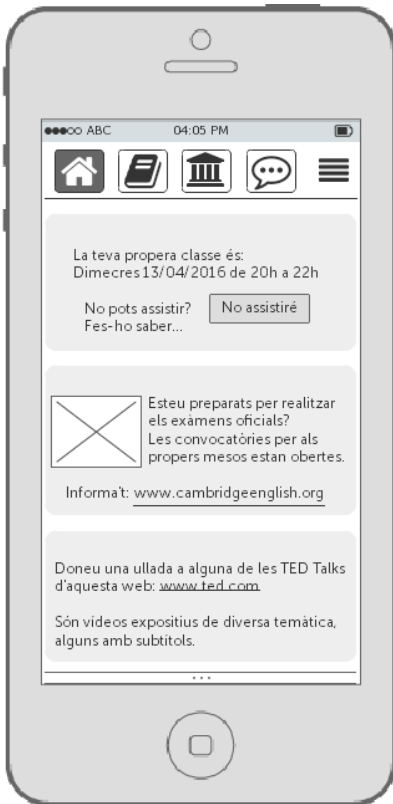 ABC 04:05 PM
La teva propera classe és:
Dimecres 13/04/2016 de 20h a 22h
No pots assistir?
Fes-ho saber...
No assistiré
Esteu preparats per realitzar
els exàmens oficials?
Les convocatòries per als
propers mesos estan obertes.
Informa't: www.cambridgeenglish.org
Doneu una ullada a alguna de les TED Talks
d'aquesta web: www.ted.com
Són vídeos expositius de diversa temàtica,
alguns amb subtítols.
...